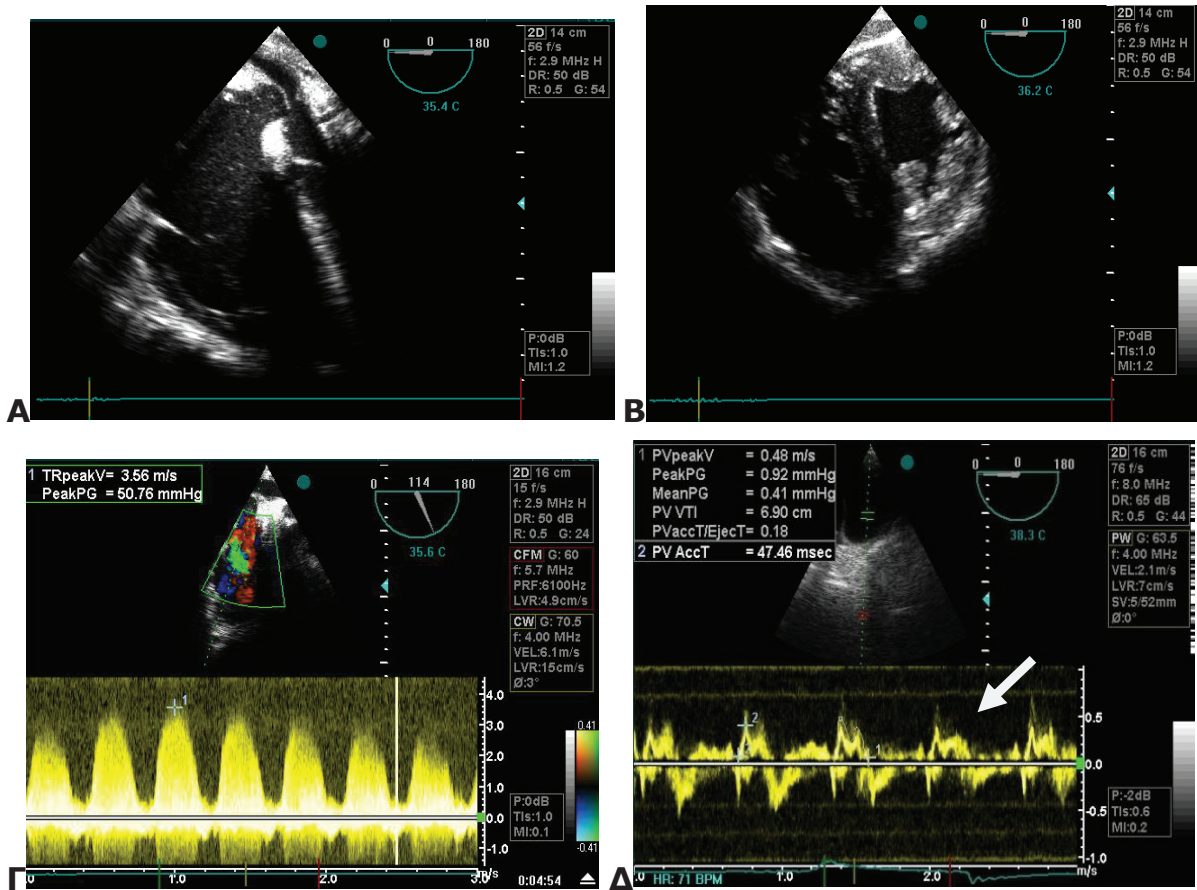 0 0 180
35.4 C
2D 14 cm
56 f/s
f: 2.9 MHz H
DR: 50 dB
R: 0.5 G: 54
P:0dB
TIs:1.0
MI:1.2
A
0 0 180
36.2 C
2D 14 cm
56 f/s
f: 2.9 MHz H
DR: 50 dB
R: 0.5 G: 54
P:0dB
TIs:1.0
MI:1.2
B
1 TRpeakV= 3.56 m/s
PeakPG = 50.76 mmHg
0 114 180
35.6 C
2D 16 cm
15 f/s
f: 2.9 MHz H
DR: 50 dB
R: 0.5 G: 24
CFM G: 60
f: 5.7 MHz
PRF:6100Hz
LVR:4.9cm/s
CW G: 70.5
f: 4.00 MHz
VEL:6.1m/s
LVR:15cm/s
Ø:3°
4.0
3.0
2.0
1.0
0.0
-1.0
m/s
1
0.41
-0.41
P:0dB
TIs:1.0
MI:0.1
.0 1.0 2.0 3.0
0:04:54
Γ
1 PVpeakV = 0.48 m/s
PeakPG = 0.92 mmHg
MeanPG = 0.41 mmHg
PV VTI = 6.90 cm
PVaccT/EjecT= 0.18
2 PV AccT = 47.46 msec
0 0 180
38.3 C
2D 16 cm
76 f/s
f: 8.0 MHz
DR: 65 dB
R: 0.5 G: 44
PW G: 63.5
f: 4.00 MHz
VEL:2.1m/s
LVR:7cm/s
SV:5/52mm
Ø:0°
2
1
0.5
0.0
-0.5
-1.0
m/s
P:-2dB
TIs:0.6
MI:0.2
.0 1.0 2.0
HR: 71 BPM
Δ